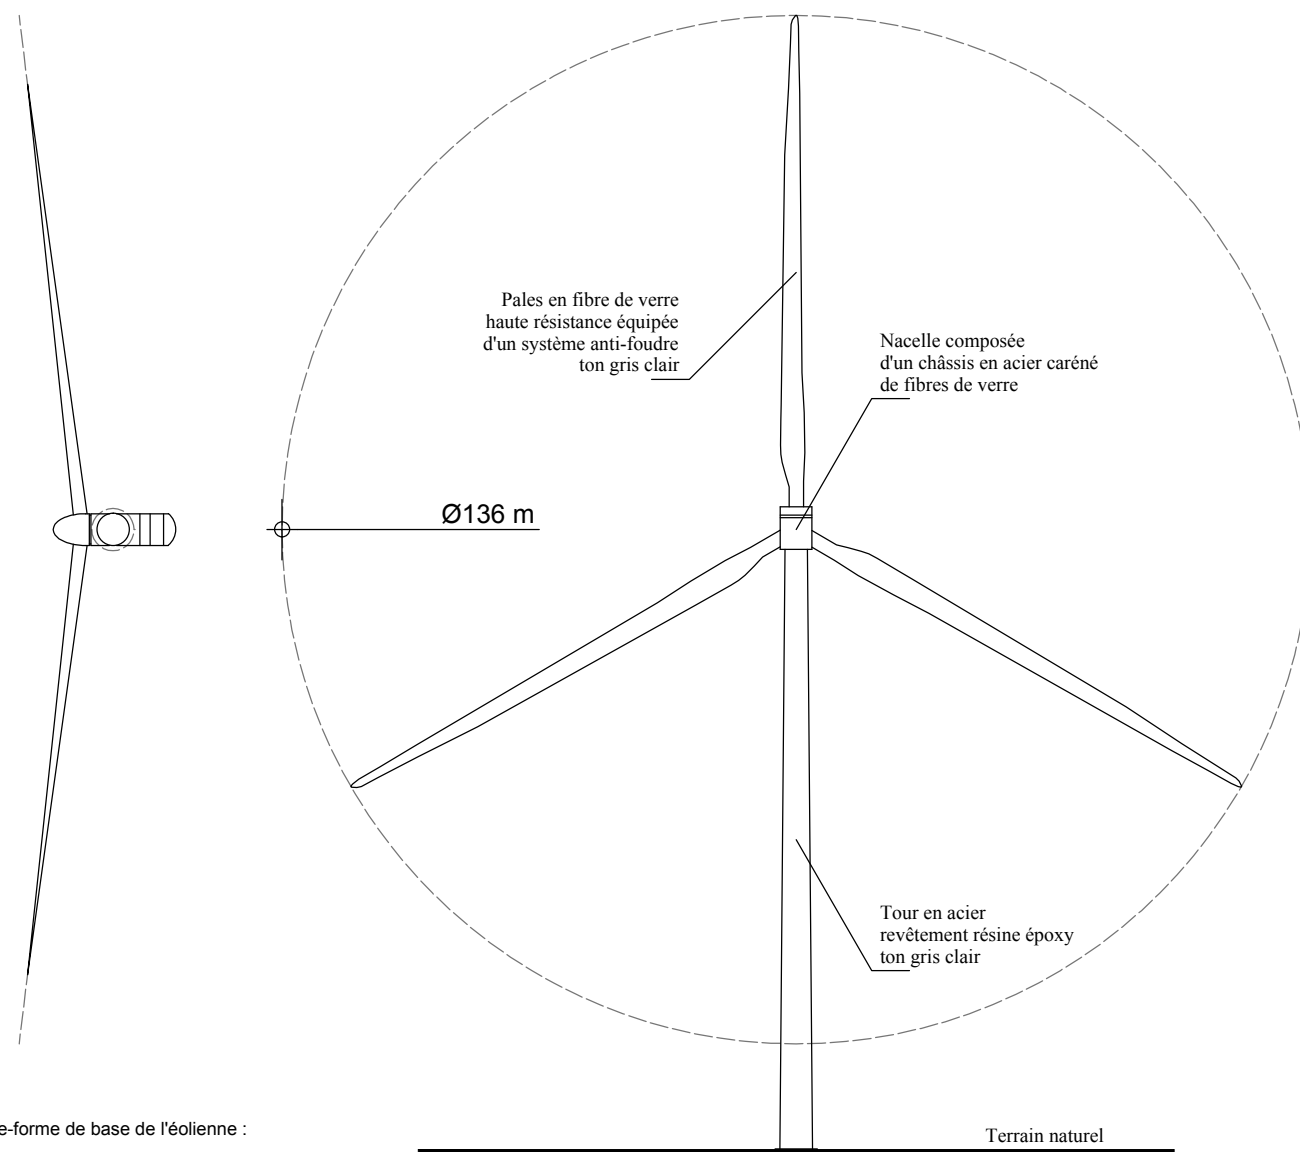 Pales en fibre de verre
haute résistance équipée
d'un système anti-foudre
ton gris clair
Nacelle composée
d'un châssis en acier caréné
de fibres de verre
Ø136 m
Tour en acier
revêtement résine époxy
ton gris clair
e-forme de base de l'éolienne :
Terrain naturel